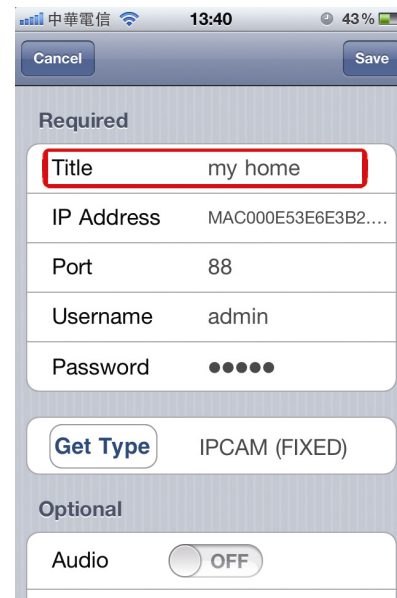 中華電信 13:40 43%
Cancel Save
Required
Title my home
IP Address MAC000E53E6E3B2....
Port 88
Username admin
Password ●●●●●
Get Type IPCAM (FIXED)
Optional
Audio OFF